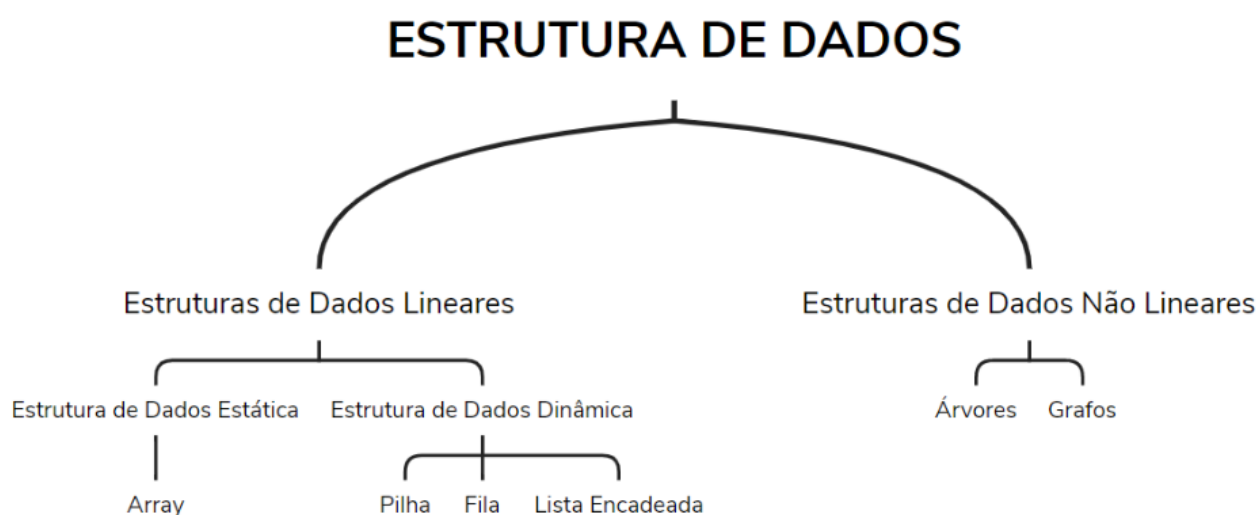 ESTRUTURA DE DADOS
Estruturas de Dados Lineares
Estruturas de Dados Não Lineares
Estrutura de Dados Estática
Estrutura de Dados Dinâmica
Árvores
Grafos
Array
Pilha
Fila
Lista Encadeada